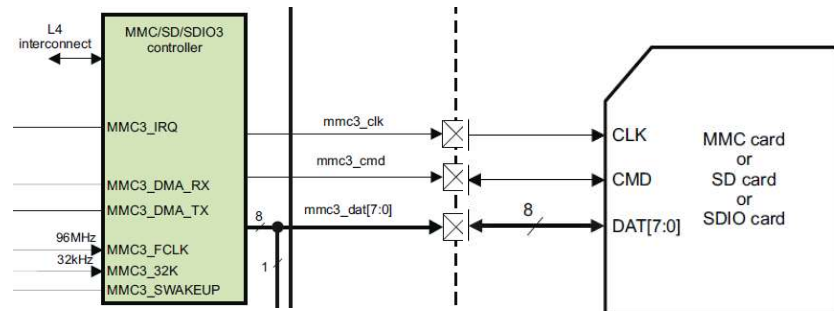 L4
interconnect
MMC/SD/SDIO3
controller
MMC3_IRQ
MMC3_DMA_RX
MMC3_DMA_TX
96MHz
MMC3_FCLK
32kHz
MMC3_32K
MMC3_SWAKEUP
mmc3_clk
mmc3_cmd
8
mmc3_dat[7:0]
1
8
CLK
CMD
DAT[7:0]
MMC card
or
SD card
or
SDIO card